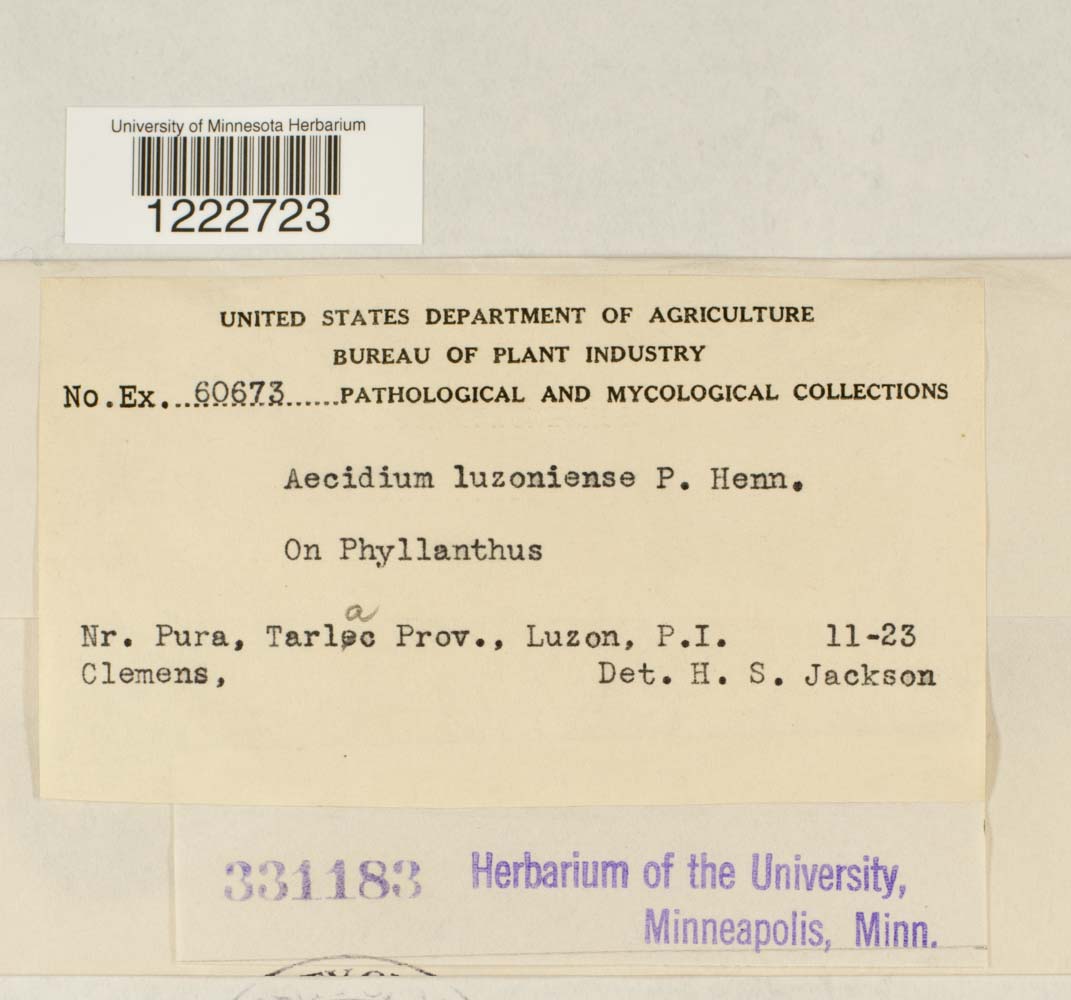 University of Minnesota Herbarium
1222723
UNITED STATES DEPARTMENT OF AGRICULTURE
BUREAU OF PLANT INDUSTRY
No.Ex. 60673 PATHOLOGICAL AND MYCOLOGICAL COLLECTIONS
Aecidium luzoniense P. Henn.
On Phyllanthus
Nr. Pura, Tarlac Prov., Luzon, P.I. 11-23
Clemens, Det. H. S. Jackson
331183 Herbarium of the University,
Minneapolis, Minn.